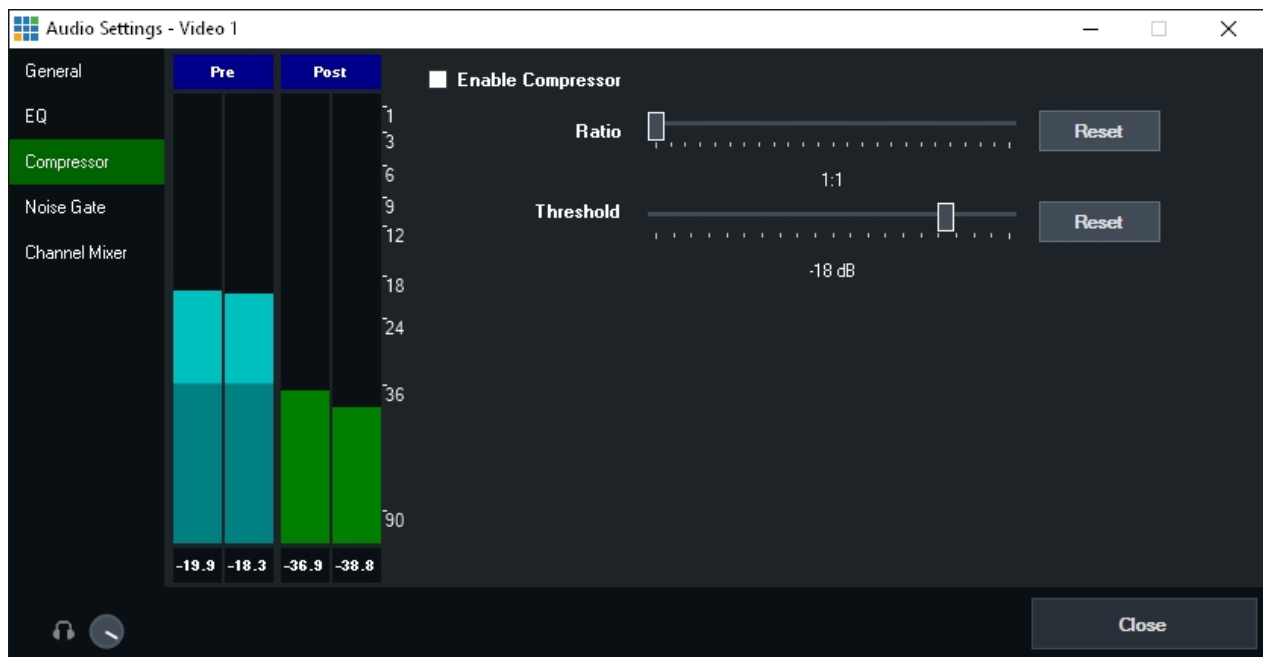 Audio Settings - Video 1
General
EQ
Compressor
Noise Gate
Channel Mixer
Pre Post
1
3
6
9
12
18
24
36
90
-19.9 -18.3 -36.9 -38.8
Enable Compressor
Ratio Reset
1:1
Threshold Reset
-18 dB
Close